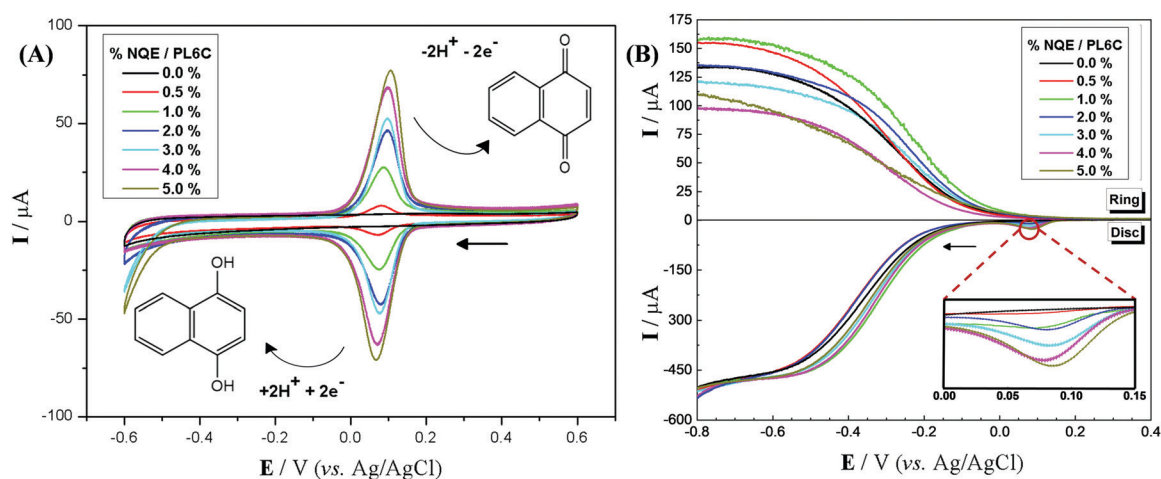 (A)
% NQE / PL6C
0.0 %
0.5 %
1.0 %
2.0 %
3.0 %
4.0 %
5.0 %
-2H+ - 2e-
O
O
OH
OH
+2H+ + 2e-
100
50
0
-50
-100
I / µA
-0.6 -0.4 -0.2 0.0 0.2 0.4 0.6
E / V (vs. Ag/AgCl)
(B)
% NQE / PL6C
0.0 %
0.5 %
1.0 %
2.0 %
3.0 %
4.0 %
5.0 %
Ring
Disc
175
150
125
100
75
50
25
0
-150
-300
-450
-600
I / µA
I / µA
0.00 0.05 0.10 0.15
-0.8 -0.6 -0.4 -0.2 0.0 0.2 0.4
E / V (vs. Ag/AgCl)